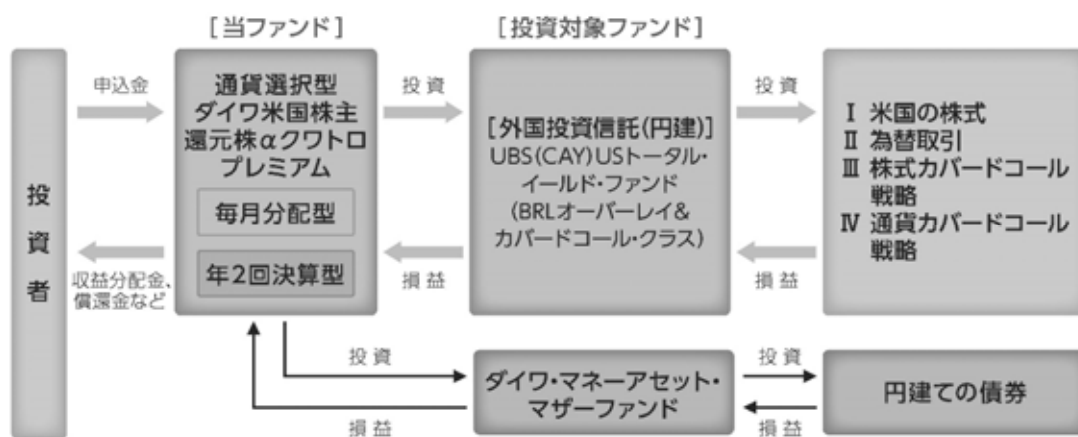 [当ファンド]
[投資対象ファンド]
投資者
申込金
収益分配金、
償還金など
通貨選択型
ダイワ米国株主
還元株αクワトロ
プレミアム
毎月分配型
年2回決算型
投資
損益
[外国投資信託(円建)]
UBS(CAY)USトータル・
イールド・ファンド
(BRLオーバーレイ&
カバードコール・クラス)
投資
損益
Ⅰ 米国の株式
Ⅱ 為替取引
Ⅲ 株式カバードコール
戦略
Ⅳ 通貨カバードコール
戦略
投資
損益
ダイワ・マネーアセット・
マザーファンド
投資
損益
円建ての債券